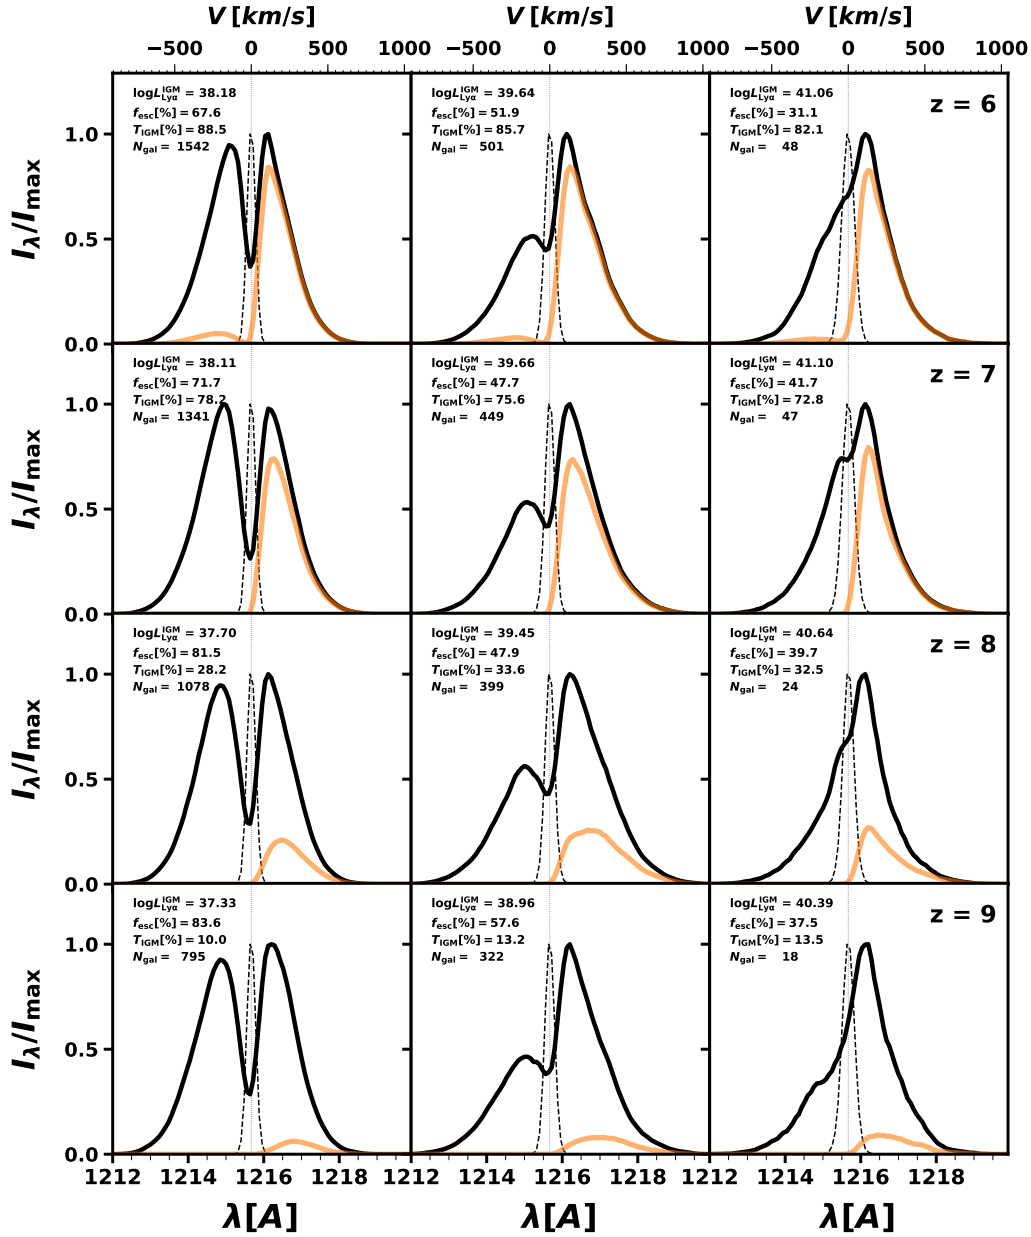 V [km/s] V [km/s] V [km/s]
−500 0 500 1000 −500 0 500 1000 −500 0 500 1000
logL^IGM_Lyα = 38.18
f_esc[%] = 67.6
T_IGM[%] = 88.5
N_gal = 1542
logL^IGM_Lyα = 39.64
f_esc[%] = 51.9
T_IGM[%] = 85.7
N_gal = 501
logL^IGM_Lyα = 41.06
f_esc[%] = 31.1
T_IGM[%] = 82.1
N_gal = 48
z = 6
1.0
0.5
0.0
I_λ/I_max
logL^IGM_Lyα = 38.11
f_esc[%] = 71.7
T_IGM[%] = 78.2
N_gal = 1341
logL^IGM_Lyα = 39.66
f_esc[%] = 47.7
T_IGM[%] = 75.6
N_gal = 449
logL^IGM_Lyα = 41.10
f_esc[%] = 41.7
T_IGM[%] = 72.8
N_gal = 47
z = 7
1.0
0.5
0.0
I_λ/I_max
logL^IGM_Lyα = 37.70
f_esc[%] = 81.5
T_IGM[%] = 28.2
N_gal = 1078
logL^IGM_Lyα = 39.45
f_esc[%] = 47.9
T_IGM[%] = 33.6
N_gal = 399
logL^IGM_Lyα = 40.64
f_esc[%] = 39.7
T_IGM[%] = 32.5
N_gal = 24
z = 8
1.0
0.5
0.0
I_λ/I_max
logL^IGM_Lyα = 37.33
f_esc[%] = 83.6
T_IGM[%] = 10.0
N_gal = 795
logL^IGM_Lyα = 38.96
f_esc[%] = 57.6
T_IGM[%] = 13.2
N_gal = 322
logL^IGM_Lyα = 40.39
f_esc[%] = 37.5
T_IGM[%] = 13.5
N_gal = 18
z = 9
1.0
0.5
0.0
I_λ/I_max
1212 1214 1216 1218 1212 1214 1216 1218 1212 1214 1216 1218
λ[A] λ[A] λ[A]